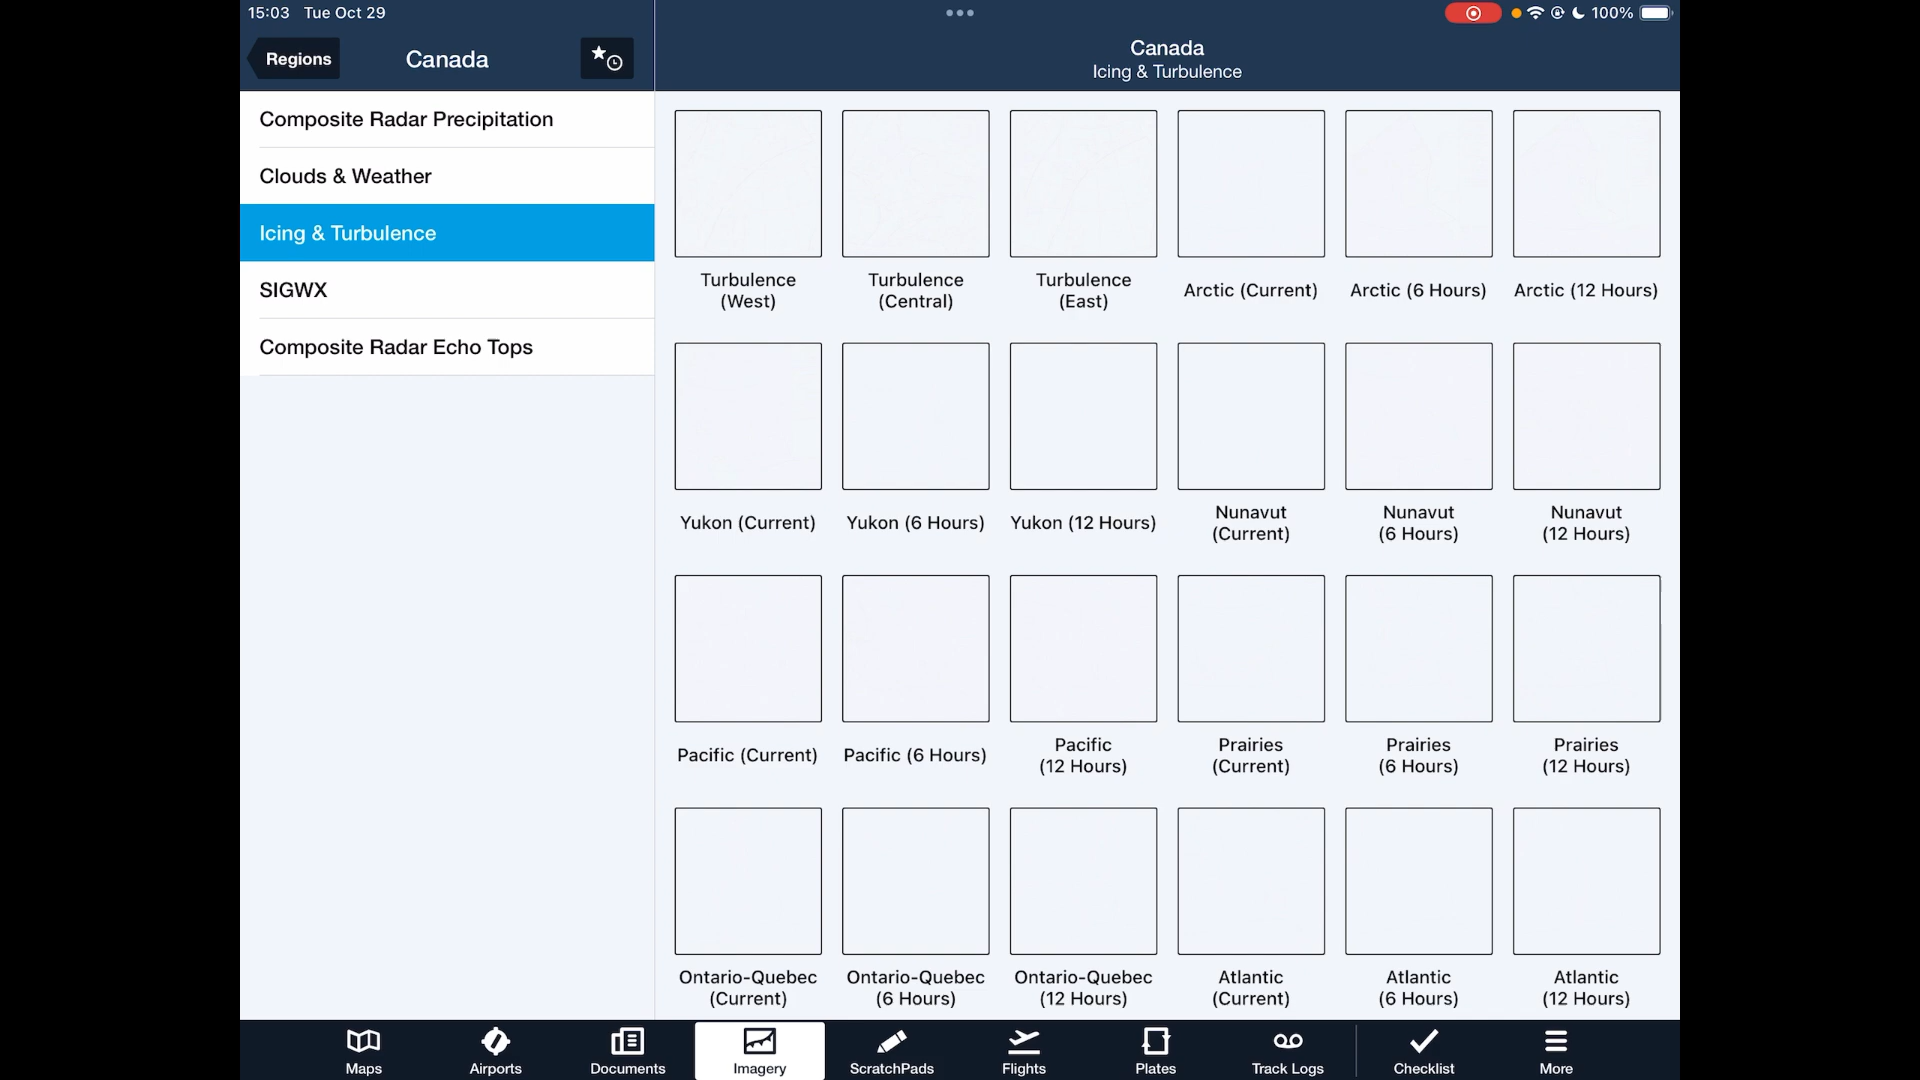 15:03 Tue Oct 29
100%
Regions
Canada
Canada
Icing & Turbulence
Composite Radar Precipitation
Clouds & Weather
Icing & Turbulence
SIGWX
Composite Radar Echo Tops
Turbulence
(West)
Turbulence
(Central)
Turbulence
(East)
Arctic (Current)
Arctic (6 Hours)
Arctic (12 Hours)
Yukon (Current)
Yukon (6 Hours)
Yukon (12 Hours)
Nunavut
(Current)
Nunavut
(6 Hours)
Nunavut
(12 Hours)
Pacific (Current)
Pacific (6 Hours)
Pacific
(12 Hours)
Prairies
(Current)
Prairies
(6 Hours)
Prairies
(12 Hours)
Ontario-Quebec
(Current)
Ontario-Quebec
(6 Hours)
Ontario-Quebec
(12 Hours)
Atlantic
(Current)
Atlantic
(6 Hours)
Atlantic
(12 Hours)
Maps
Airports
Documents
Imagery
ScratchPads
Flights
Plates
Track Logs
Checklist
More